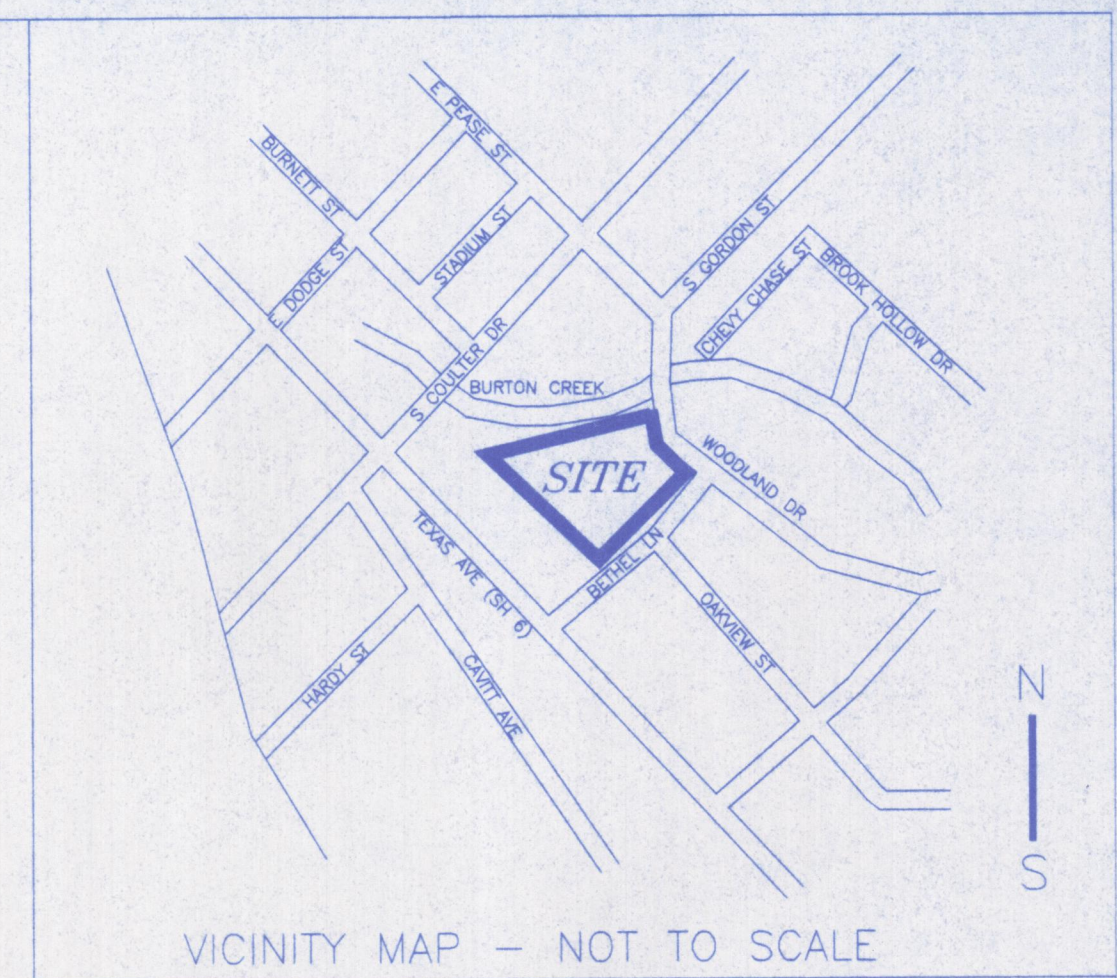 E PEASE ST
BURNETT ST
STADIUM ST
S GORDON ST
E DODGE ST
CHEVY CHASE ST
BROOK HOLLOW DR
S COULTER DR
BURTON CREEK
SITE
WOODLAND DR
TEXAS AVE (SH 6)
BETHEL LN
OAKVIEW ST
HARDY ST
CAVITT AVE
N
S
VICINITY MAP – NOT TO SCALE